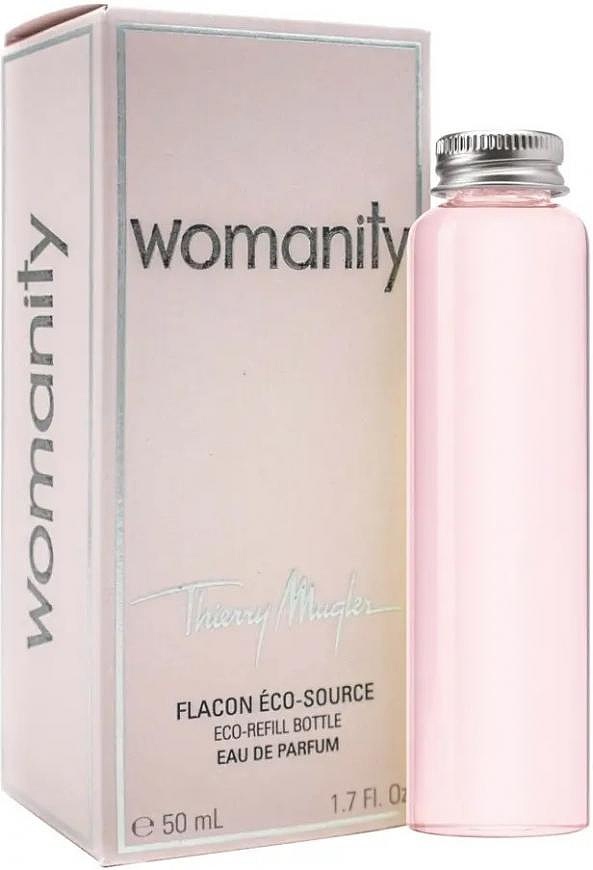 womanity
womanity
Thierry Mugler
FLACON ÉCO-SOURCE
ECO-REFILL BOTTLE
EAU DE PARFUM
℮ 50 mL 1.7 Fl. Oz